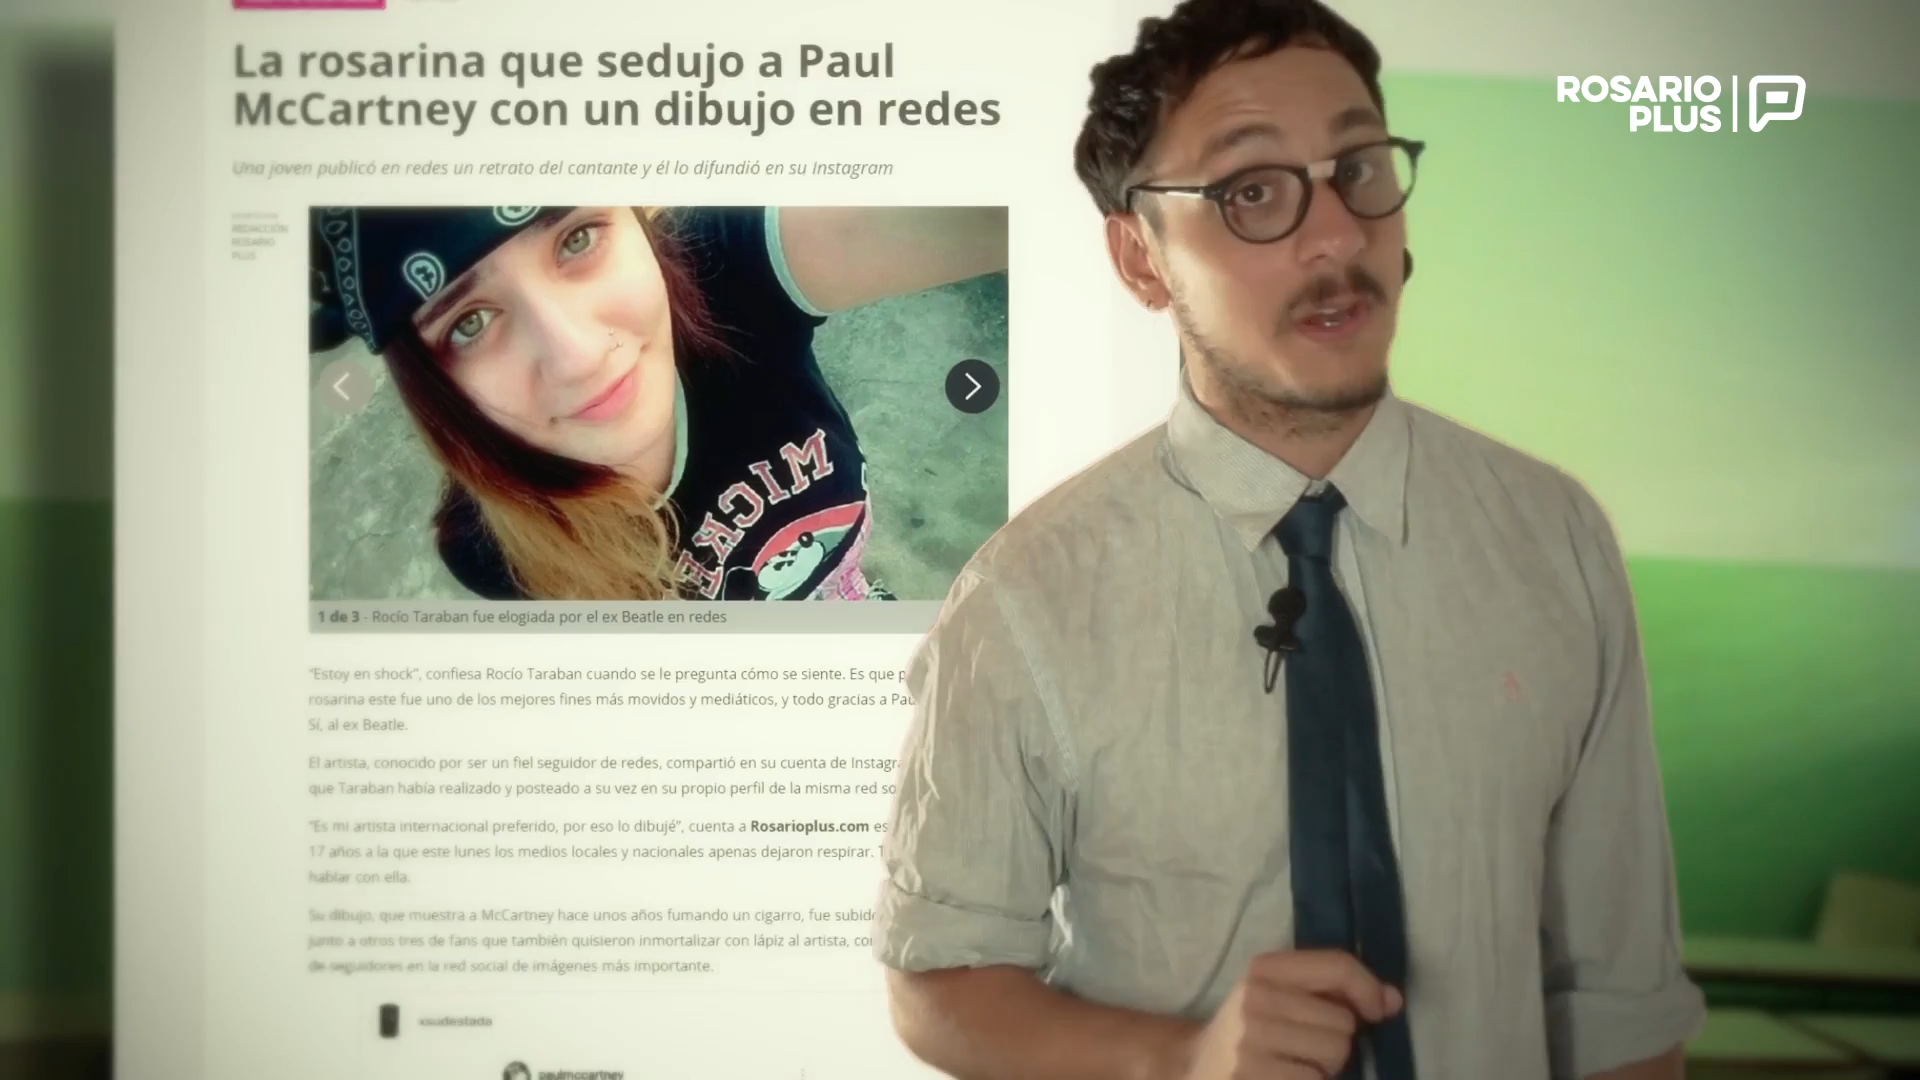 La rosarina que sedujo a Paul
McCartney con un dibujo en redes
ROSARIO
PLUS
Una joven publicó en redes un retrato del cantante y él lo difundió en su Instagram
REDACCIÓN
ROSARIO
PLUS
MICKE
1 de 3 - Rocío Taraban fue elogiada por el ex Beatle en redes
“Estoy en shock”, confiesa Rocío Taraban cuando se le pregunta cómo se siente. Es que p
rosarina este fue uno de los mejores fines más movidos y mediáticos, y todo gracias a Pau
Sí, al ex Beatle.
El artista, conocido por ser un fiel seguidor de redes, compartió en su cuenta de Instagra
que Taraban había realizado y posteado a su vez en su propio perfil de la misma red so
“Es mi artista internacional preferido, por eso lo dibujé”, cuenta a Rosarioplus.com es
17 años a la que este lunes los medios locales y nacionales apenas dejaron respirar. T
hablar con ella.
Su dibujo, que muestra a McCartney hace unos años fumando un cigarro, fue subido
junto a otros tres de fans que también quisieron inmortalizar con lápiz al artista, con
de seguidores en la red social de imágenes más importante.
xsudestada
paulmccartney